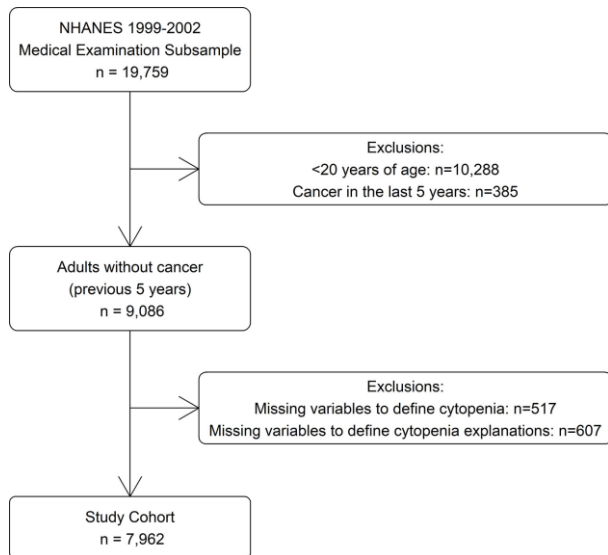 NHANES 1999-2002
Medical Examination Subsample
n = 19,759
Exclusions:
<20 years of age: n=10,288
Cancer in the last 5 years: n=385
Adults without cancer
(previous 5 years)
n = 9,086
Exclusions:
Missing variables to define cytopenia: n=517
Missing variables to define cytopenia explanations: n=607
Study Cohort
n = 7,962